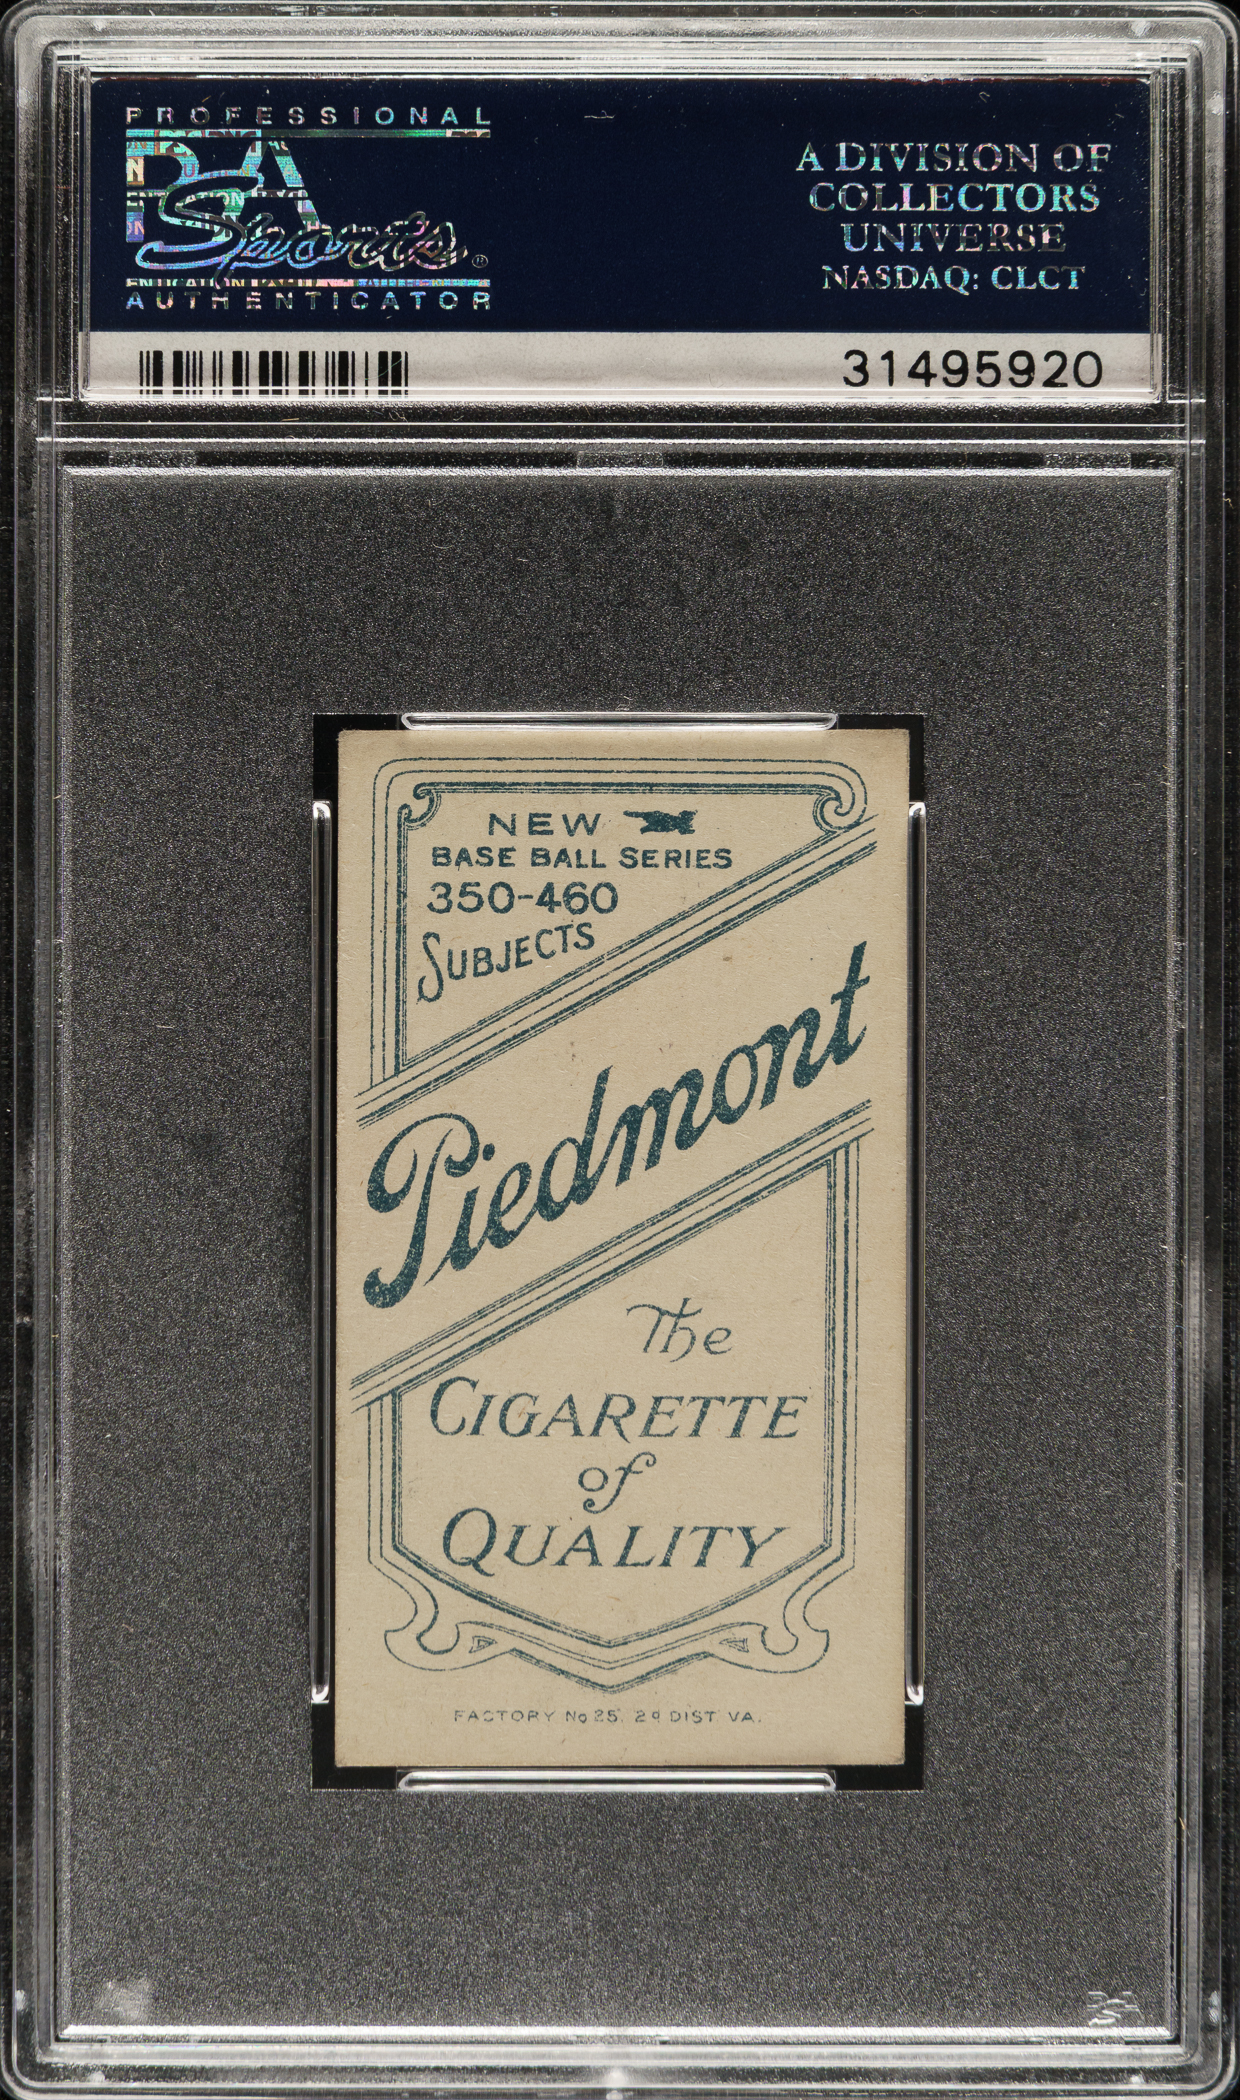 PROFESSIONAL
PSA
Sports®
AUTHENTICATOR
A DIVISION OF
COLLECTORS
UNIVERSE
NASDAQ: CLCT
31495920
NEW
BASE BALL SERIES
350-460
SUBJECTS
Piedmont
The
CIGARETTE
of
QUALITY
FACTORY No 25. 2d DIST VA.
PSA